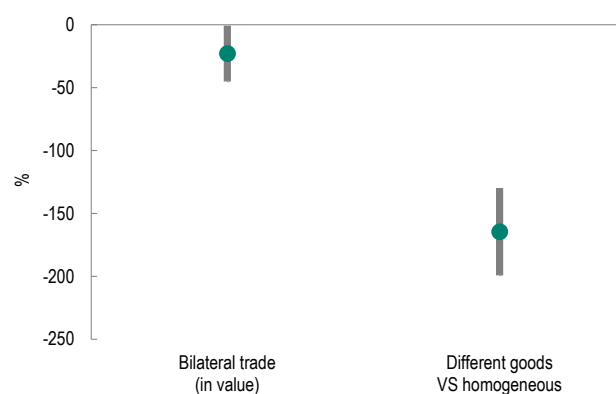 0
-50
-100
-150
-200
-250
%
Bilateral trade
(in value)
Different goods
VS homogeneous